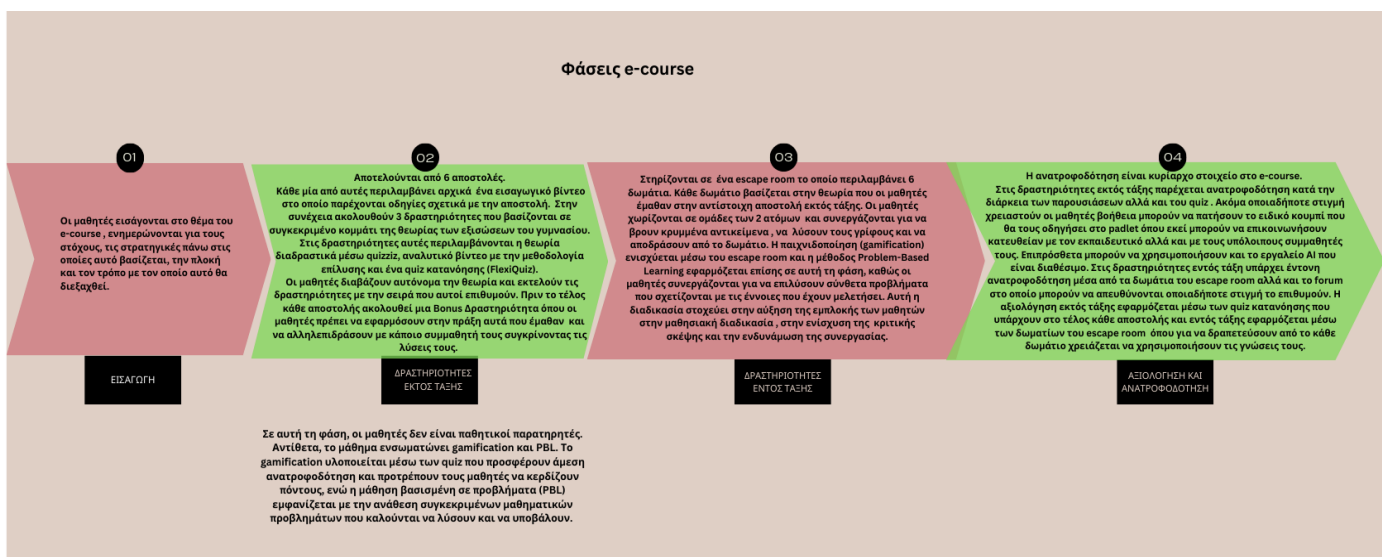 Φάσεις e-course
01
Οι μαθητές εισάγονται στο θέμα του
e-course , ενημερώνονται για τους
στόχους, τις στρατηγικές πάνω στις
οποίες αυτό βασίζεται, την πλοκή
και τον τρόπο με τον οποίο αυτό θα
διεξαχθεί.
ΕΙΣΑΓΩΓΗ
02
Αποτελούνται από 6 αποστολές.
Κάθε μία από αυτές περιλαμβάνει αρχικά ένα εισαγωγικό βίντεο
στο οποίο παρέχονται οδηγίες σχετικά με την αποστολή. Στην
συνέχεια ακολουθούν 3 δραστηριότητες που βασίζονται σε
συγκεκριμένο κομμάτι της θεωρίας των εξισώσεων του γυμνασίου.
Στις δραστηριότητες αυτές περιλαμβάνονται η θεωρία
διαδραστικά μέσω quizziz, αναλυτικό βίντεο με την μεθοδολογία
επίλυσης και ένα quiz κατανόησης (FlexiQuiz).
Οι μαθητές διαβάζουν αυτόνομα την θεωρία και εκτελούν τις
δραστηριότητες με την σειρά που αυτοί επιθυμούν. Πριν το τέλος
κάθε αποστολής ακολουθεί μια Bonus Δραστηριότητα όπου οι
μαθητές πρέπει να εφαρμόσουν στην πράξη αυτά που έμαθαν και
να αλληλεπιδράσουν με κάποιο συμμαθητή τους συγκρίνοντας τις
λύσεις τους.
ΔΡΑΣΤΗΡΙΟΤΗΤΕΣ
ΕΚΤΟΣ ΤΑΞΗΣ
Σε αυτή τη φάση, οι μαθητές δεν είναι παθητικοί παρατηρητές.
Αντίθετα, το μάθημα ενσωματώνει gamification και PBL. Το
gamification υλοποιείται μέσω των quiz που προσφέρουν άμεση
ανατροφοδότηση και προτρέπουν τους μαθητές να κερδίζουν
πόντους, ενώ η μάθηση βασισμένη σε προβλήματα (PBL)
εμφανίζεται με την ανάθεση συγκεκριμένων μαθηματικών
προβλημάτων που καλούνται να λύσουν και να υποβάλουν.
03
Στηρίζονται σε ένα escape room το οποίο περιλαμβάνει 6
δωμάτια. Κάθε δωμάτιο βασίζεται στην θεωρία που οι μαθητές
έμαθαν στην αντίστοιχη αποστολή εκτός τάξης. Οι μαθητές
χωρίζονται σε ομάδες των 2 ατόμων και συνεργάζονται για να
βρουν κρυμμένα αντικείμενα , να λύσουν τους γρίφους και να
αποδράσουν από το δωμάτιο. Η παιχνιδοποίηση (gamification)
ενισχύεται μέσω του escape room και η μέθοδος Problem-Based
Learning εφαρμόζεται επίσης σε αυτή τη φάση, καθώς οι
μαθητές συνεργάζονται για να επιλύσουν σύνθετα προβλήματα
που σχετίζονται με τις έννοιες που έχουν μελετήσει. Αυτή η
διαδικασία στοχεύει στην αύξηση της εμπλοκής των μαθητών
στην μαθησιακή διαδικασία , στην ενίσχυση της κριτικής
σκέψης και την ενδυνάμωση της συνεργασίας.
ΔΡΑΣΤΗΡΙΟΤΗΤΕΣ
ΕΝΤΟΣ ΤΑΞΗΣ
04
Η ανατροφοδότηση είναι κυρίαρχο στοιχείο στο e-course.
Στις δραστηριότητες εκτός τάξης παρέχεται ανατροφοδότηση κατά την
διάρκεια των παρουσιάσεων αλλά και του quiz . Ακόμα οποιαδήποτε στιγμή
χρειαστούν οι μαθητές βοήθεια μπορούν να πατήσουν το ειδικό κουμπί που
θα τους οδηγήσει στο padlet όπου εκεί μπορούν να επικοινωνήσουν
κατευθείαν με τον εκπαιδευτικό αλλά και με τους υπόλοιπους συμμαθητές
τους. Επιπρόσθετα μπορούν να χρησιμοποιήσουν και το εργαλείο AI που
είναι διαθέσιμο. Στις δραστηριότητες εντός τάξη υπάρχει έντονη
ανατροφοδότηση μέσα από τα δωμάτια του escape room αλλά και το forum
στο οποίο μπορούν να απευθύνονται οποιαδήποτε στιγμή το επιθυμούν. Η
αξιολόγηση εκτός τάξης εφαρμόζεται μέσω των quiz κατανόησης που
υπάρχουν στο τέλος κάθε αποστολής και εντός τάξης εφαρμόζεται μέσω
των δωματίων του escape room όπου για να δραπετεύσουν από το κάθε
δωμάτιο χρειάζεται να χρησιμοποιήσουν τις γνώσεις τους.
ΑΞΙΟΛΟΓΗΣΗ ΚΑΙ
ΑΝΑΤΡΟΦΟΔΟΤΗΣΗ